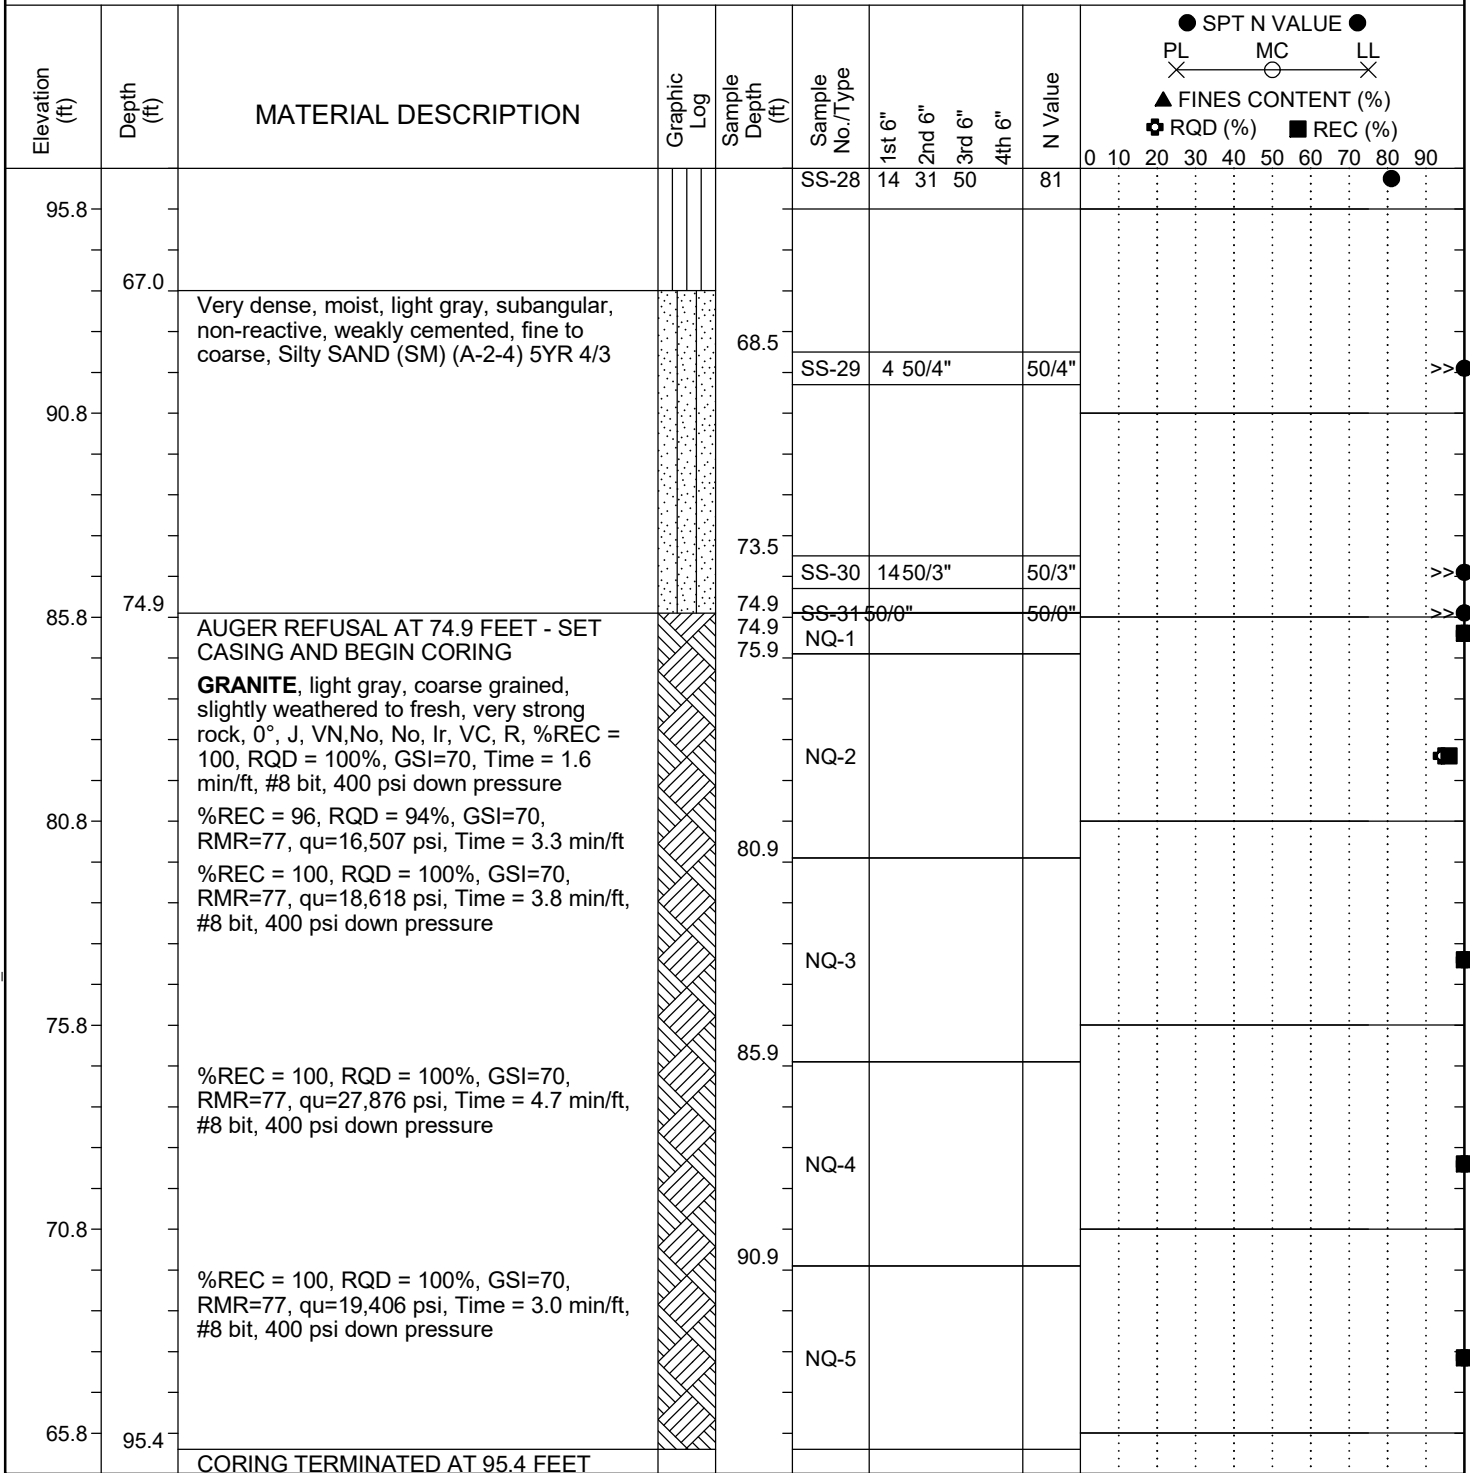 ● SPT N VALUE ●
PL MC LL
▲ FINES CONTENT (%)
RQD (%) ■ REC (%)
Elevation (ft)
Depth (ft)
MATERIAL DESCRIPTION
Graphic Log
Sample Depth (ft)
Sample No./Type
1st 6"
2nd 6"
3rd 6"
4th 6"
N Value
0 10 20 30 40 50 60 70 80 90
SS-28 14 31 50 81
95.8
67.0
Very dense, moist, light gray, subangular,
non-reactive, weakly cemented, fine to
coarse, Silty SAND (SM) (A-2-4) 5YR 4/3
68.5
SS-29 4 50/4" 50/4" >>
90.8
73.5
SS-30 14 50/3" 50/3" >>
74.9 74.9
SS-31 50/0" 50/0" >>
85.8
AUGER REFUSAL AT 74.9 FEET - SET
CASING AND BEGIN CORING
74.9
NQ-1
75.9
GRANITE, light gray, coarse grained,
slightly weathered to fresh, very strong
rock, 0°, J, VN,No, No, Ir, VC, R, %REC =
100, RQD = 100%, GSI=70, Time = 1.6
min/ft, #8 bit, 400 psi down pressure
NQ-2
%REC = 96, RQD = 94%, GSI=70,
RMR=77, qu=16,507 psi, Time = 3.3 min/ft
80.8
80.9
%REC = 100, RQD = 100%, GSI=70,
RMR=77, qu=18,618 psi, Time = 3.8 min/ft,
#8 bit, 400 psi down pressure
NQ-3
75.8
85.9
%REC = 100, RQD = 100%, GSI=70,
RMR=77, qu=27,876 psi, Time = 4.7 min/ft,
#8 bit, 400 psi down pressure
NQ-4
70.8
90.9
%REC = 100, RQD = 100%, GSI=70,
RMR=77, qu=19,406 psi, Time = 3.0 min/ft,
#8 bit, 400 psi down pressure
NQ-5
65.8
95.4
CORING TERMINATED AT 95.4 FEET